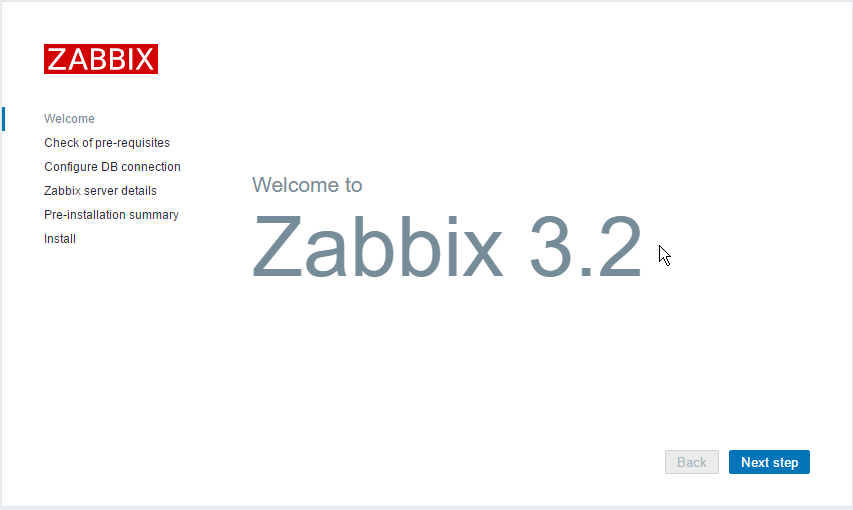 ZABBIX
Welcome
Check of pre-requisites
Configure DB connection
Zabbix server details
Pre-installation summary
Install
Welcome to
Zabbix 3.2
Back
Next step